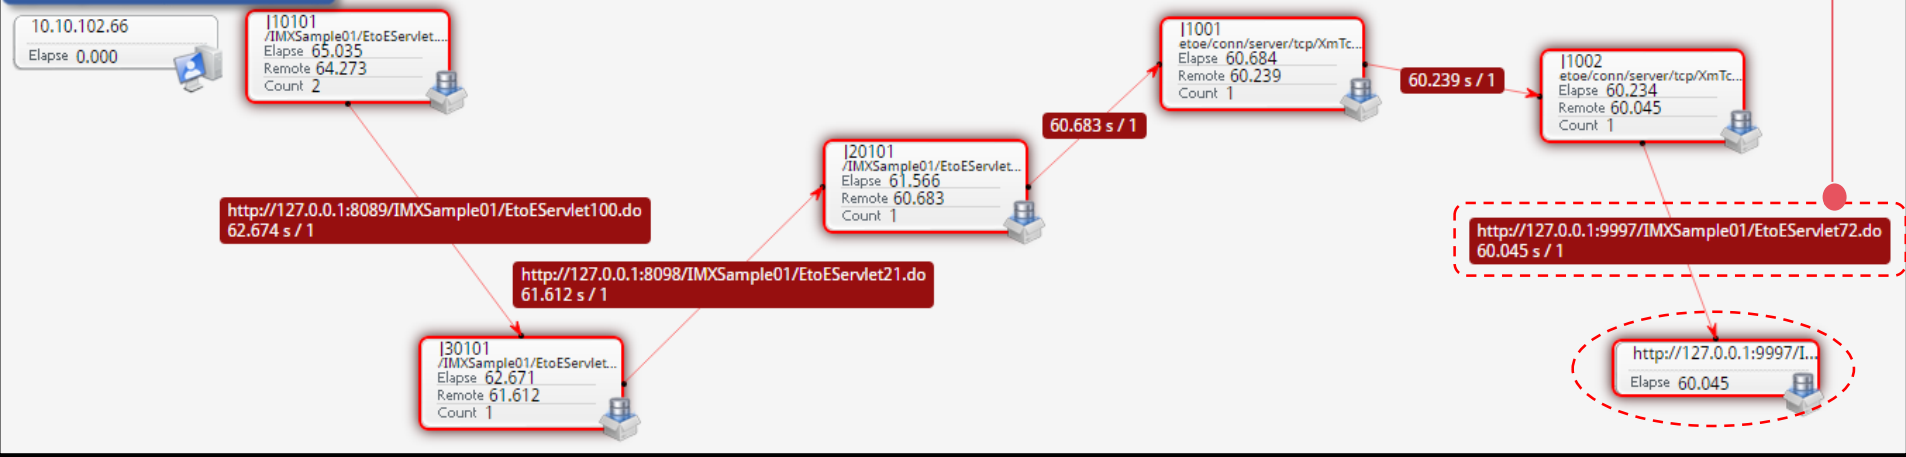 10.10.102.66
Elapse 0.000
J10101
/IMXSample01/EtoEServlet....
Elapse 65.035
Remote 64.273
Count 2
http://127.0.0.1:8089/IMXSample01/EtoEServlet100.do
62.674 s / 1
J30101
/IMXSample01/EtoEServlet...
Elapse 62.671
Remote 61.612
Count 1
http://127.0.0.1:8098/IMXSample01/EtoEServlet21.do
61.612 s / 1
J20101
/IMXSample01/EtoEServlet...
Elapse 61.566
Remote 60.683
Count 1
60.683 s / 1
J1001
etoe/conn/server/tcp/XmTc...
Elapse 60.684
Remote 60.239
Count 1
60.239 s / 1
J1002
etoe/conn/server/tcp/XmTc...
Elapse 60.234
Remote 60.045
Count 1
http://127.0.0.1:9997/IMXSample01/EtoEServlet72.do
60.045 s / 1
http://127.0.0.1:9997/I...
Elapse 60.045